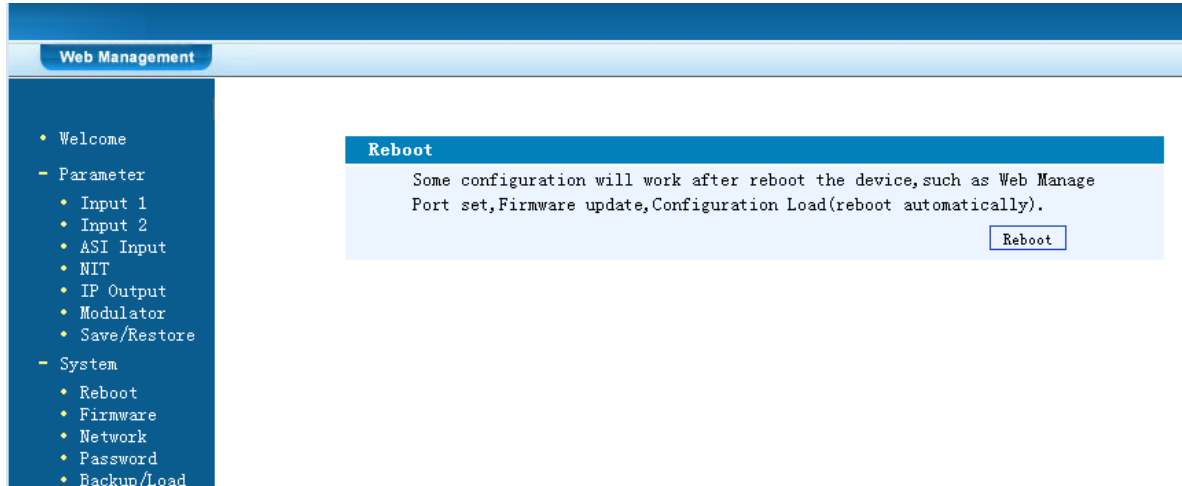 Web Management
Welcome
Parameter
Input 1
Input 2
ASI Input
NIT
IP Output
Modulator
Save/Restore
System
Reboot
Firmware
Network
Password
Backup/Load
Reboot
Some configuration will work after reboot the device,such as Web Manage
Port set,Firmware update,Configuration Load(reboot automatically).
Reboot